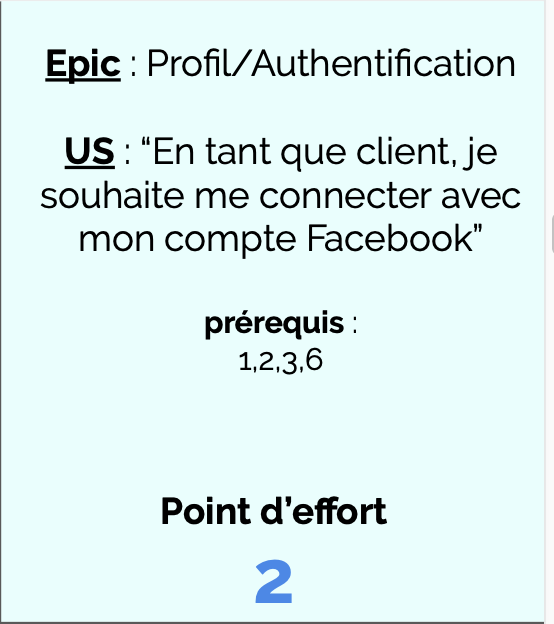 Epic : Profil/Authentification
US : “En tant que client, je
souhaite me connecter avec
mon compte Facebook”
prérequis :
1,2,3,6
Point d’effort
2